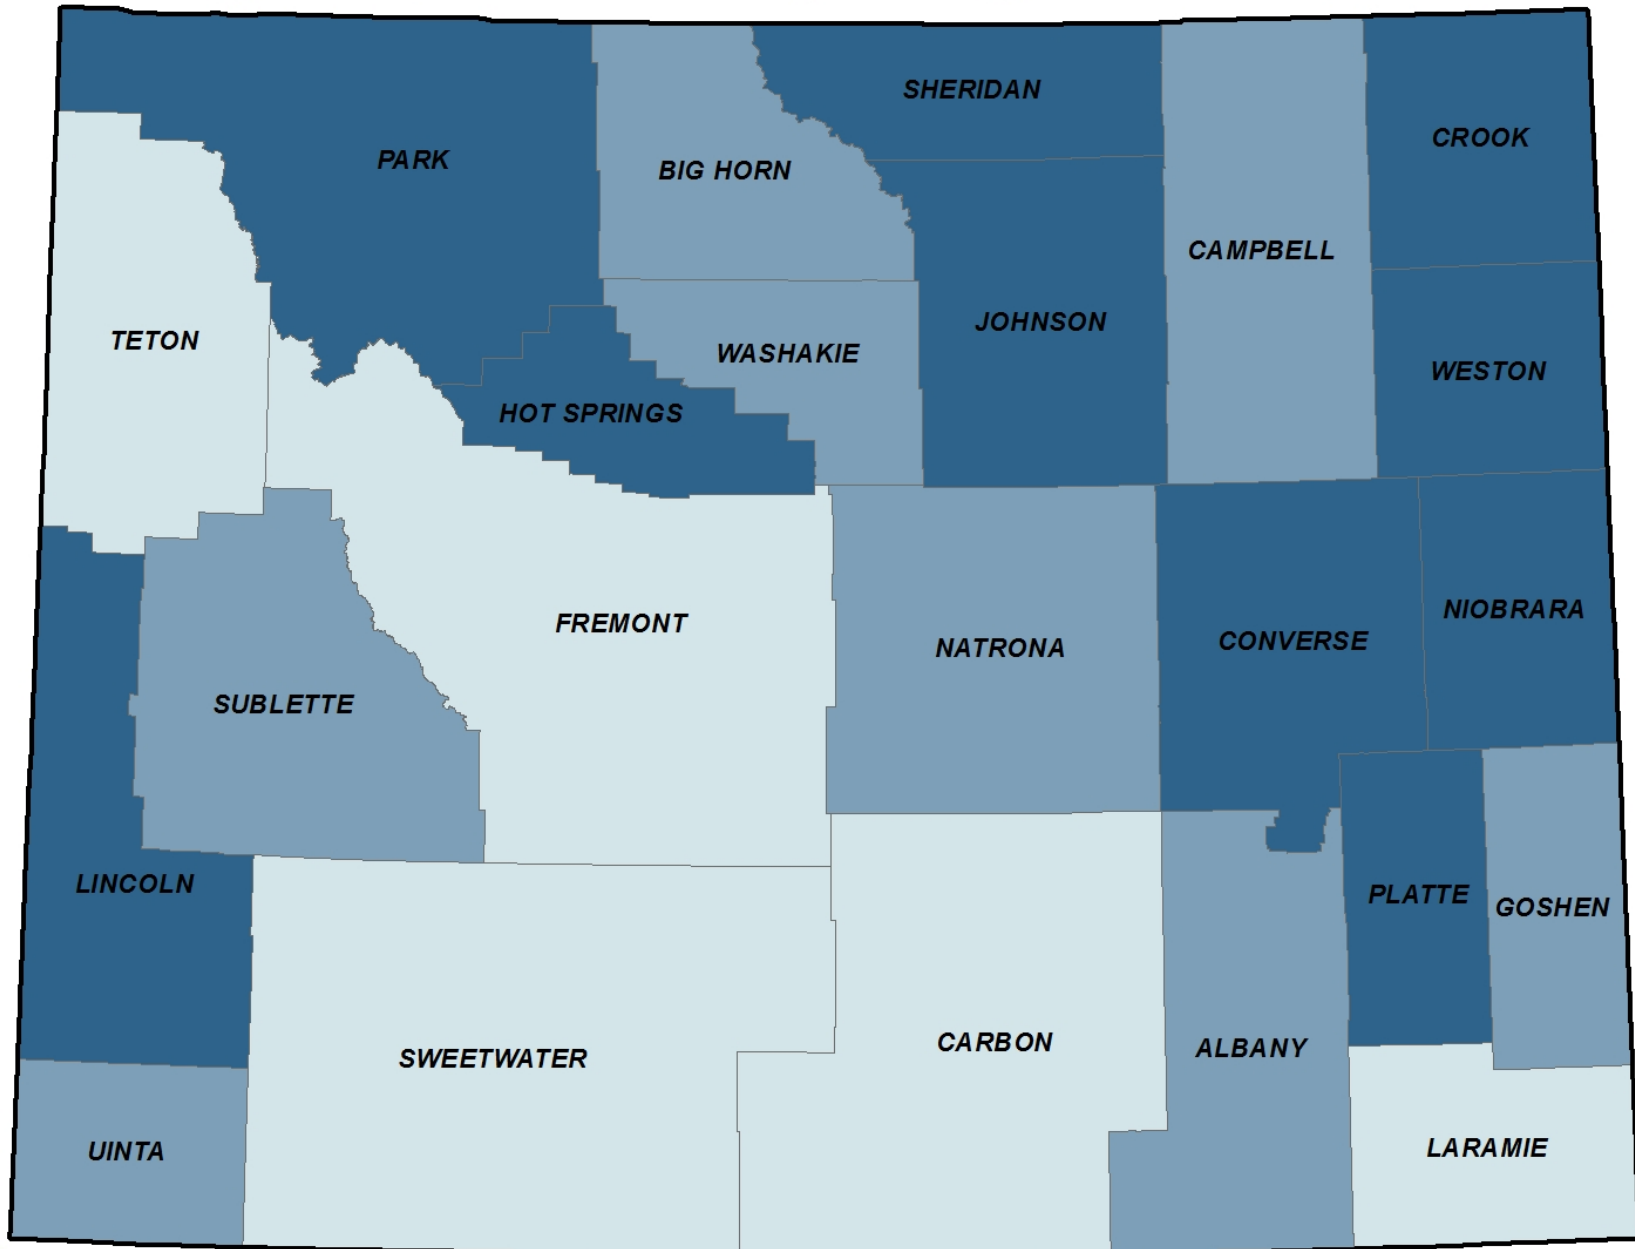 SHERIDAN
CROOK
PARK
BIG HORN
CAMPBELL
JOHNSON
TETON
WASHAKIE
WESTON
HOT SPRINGS
NIOBRARA
FREMONT
CONVERSE
NATRONA
SUBLETTE
LINCOLN
PLATTE
GOSHEN
CARBON
ALBANY
SWEETWATER
LARAMIE
UINTA